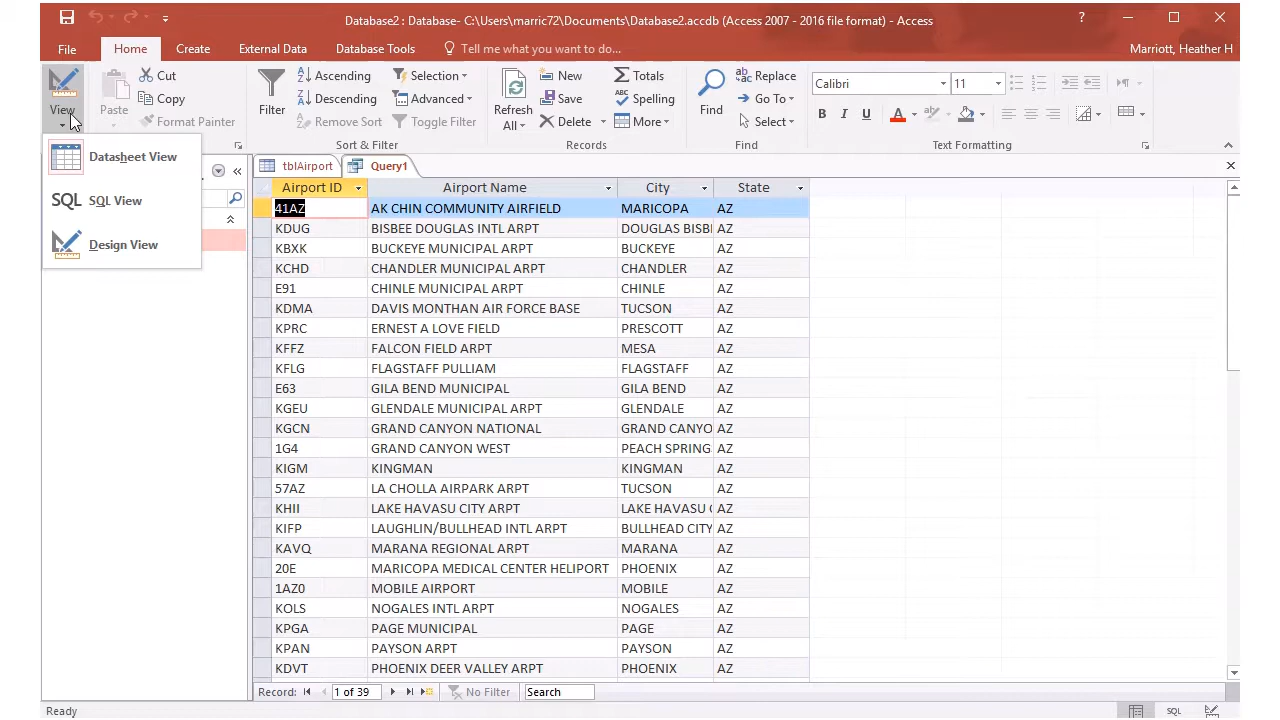 Database2 : Database- C:\Users\marric72\Documents\Database2.accdb (Access 2007 - 2016 file format) - Access
?
File Home Create External Data Database Tools Tell me what you want to do... Marriott, Heather H
View
Paste
Cut
Copy
Format Painter
Filter
Ascending
Descending
Remove Sort
Selection
Advanced
Toggle Filter
Sort & Filter
Refresh
All
New
Save
Delete
Totals
Spelling
More
Records
Find
Replace
Go To
Select
Find
Calibri 11
B I U A
Text Formatting
Datasheet View
SQL SQL View
Design View
tblAirport Query1
Airport ID Airport Name City State
41AZ AK CHIN COMMUNITY AIRFIELD MARICOPA AZ
KDUG BISBEE DOUGLAS INTL ARPT DOUGLAS BISB AZ
KBXK BUCKEYE MUNICIPAL ARPT BUCKEYE AZ
KCHD CHANDLER MUNICIPAL ARPT CHANDLER AZ
E91 CHINLE MUNICIPAL ARPT CHINLE AZ
KDMA DAVIS MONTHAN AIR FORCE BASE TUCSON AZ
KPRC ERNEST A LOVE FIELD PRESCOTT AZ
KFFZ FALCON FIELD ARPT MESA AZ
KFLG FLAGSTAFF PULLIAM FLAGSTAFF AZ
E63 GILA BEND MUNICIPAL GILA BEND AZ
KGEU GLENDALE MUNICIPAL ARPT GLENDALE AZ
KGCN GRAND CANYON NATIONAL GRAND CANYO AZ
1G4 GRAND CANYON WEST PEACH SPRING AZ
KIGM KINGMAN KINGMAN AZ
57AZ LA CHOLLA AIRPARK ARPT TUCSON AZ
KHII LAKE HAVASU CITY ARPT LAKE HAVASU C AZ
KIFP LAUGHLIN/BULLHEAD INTL ARPT BULLHEAD CITY AZ
KAVQ MARANA REGIONAL ARPT MARANA AZ
20E MARICOPA MEDICAL CENTER HELIPORT PHOENIX AZ
1AZ0 MOBILE AIRPORT MOBILE AZ
KOLS NOGALES INTL ARPT NOGALES AZ
KPGA PAGE MUNICIPAL PAGE AZ
KPAN PAYSON ARPT PAYSON AZ
KDVT PHOENIX DEER VALLEY ARPT PHOENIX AZ
Record: 1 of 39 No Filter Search
Ready SQL